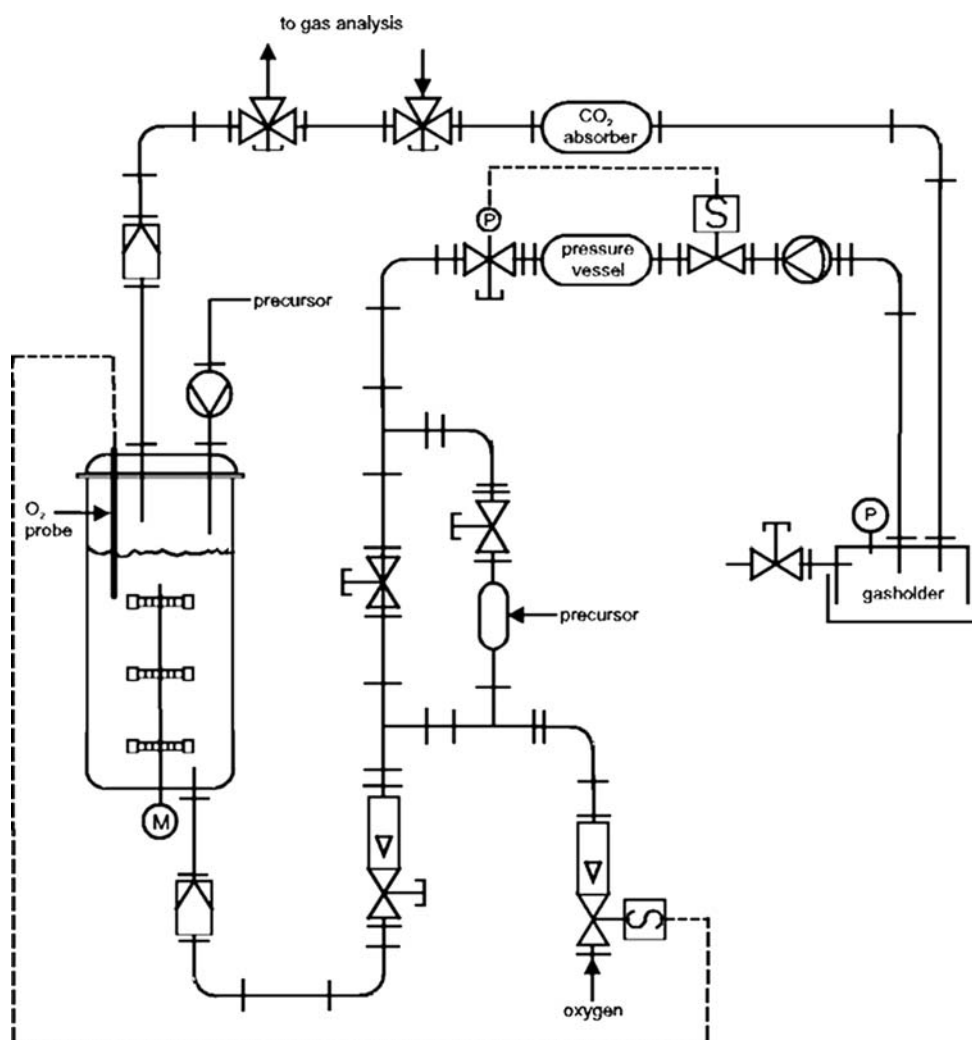 to gas analysis
CO₂
absorber
P
S
pressure
vessel
precursor
O₂
probe
P
gasholder
precursor
M
S
oxygen